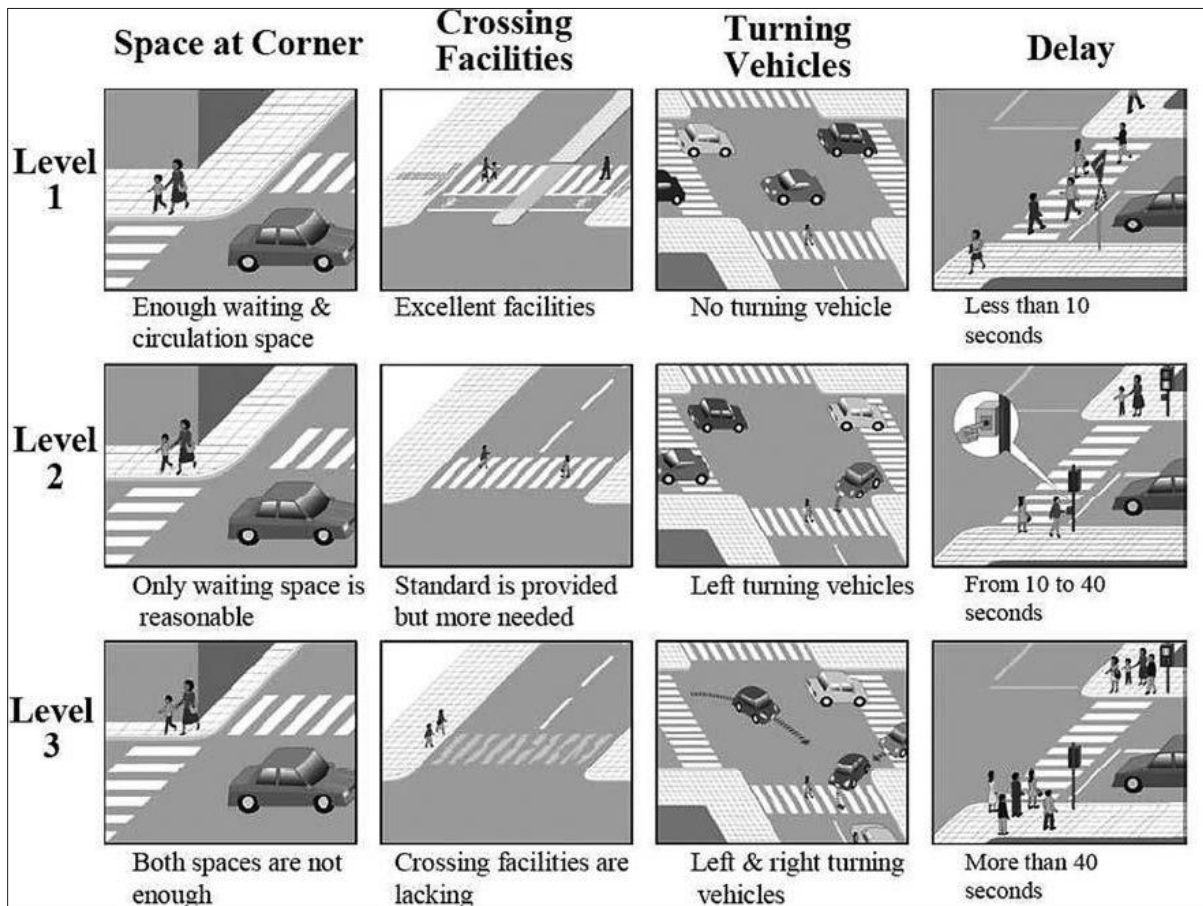 Space at Corner
Crossing
Facilities
Turning
Vehicles
Delay
Level
1
Enough waiting &
circulation space
Excellent facilities
No turning vehicle
Less than 10
seconds
Level
2
Only waiting space is
reasonable
Standard is provided
but more needed
Left turning vehicles
From 10 to 40
seconds
Level
3
Both spaces are not
enough
Crossing facilities are
lacking
Left & right turning
vehicles
More than 40
seconds